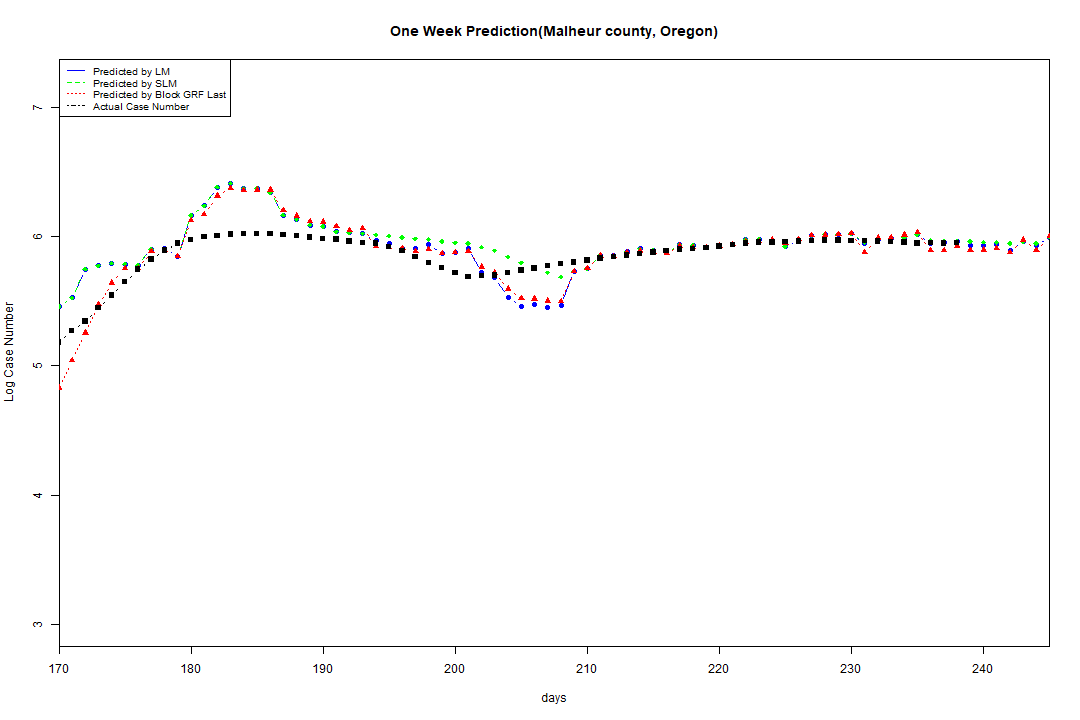 One Week Prediction(Malheur county, Oregon)
Predicted by LM
Predicted by SLM
Predicted by Block GRF Last
Actual Case Number
7
6
5
4
3
Log Case Number
170 180 190 200 210 220 230 240
days